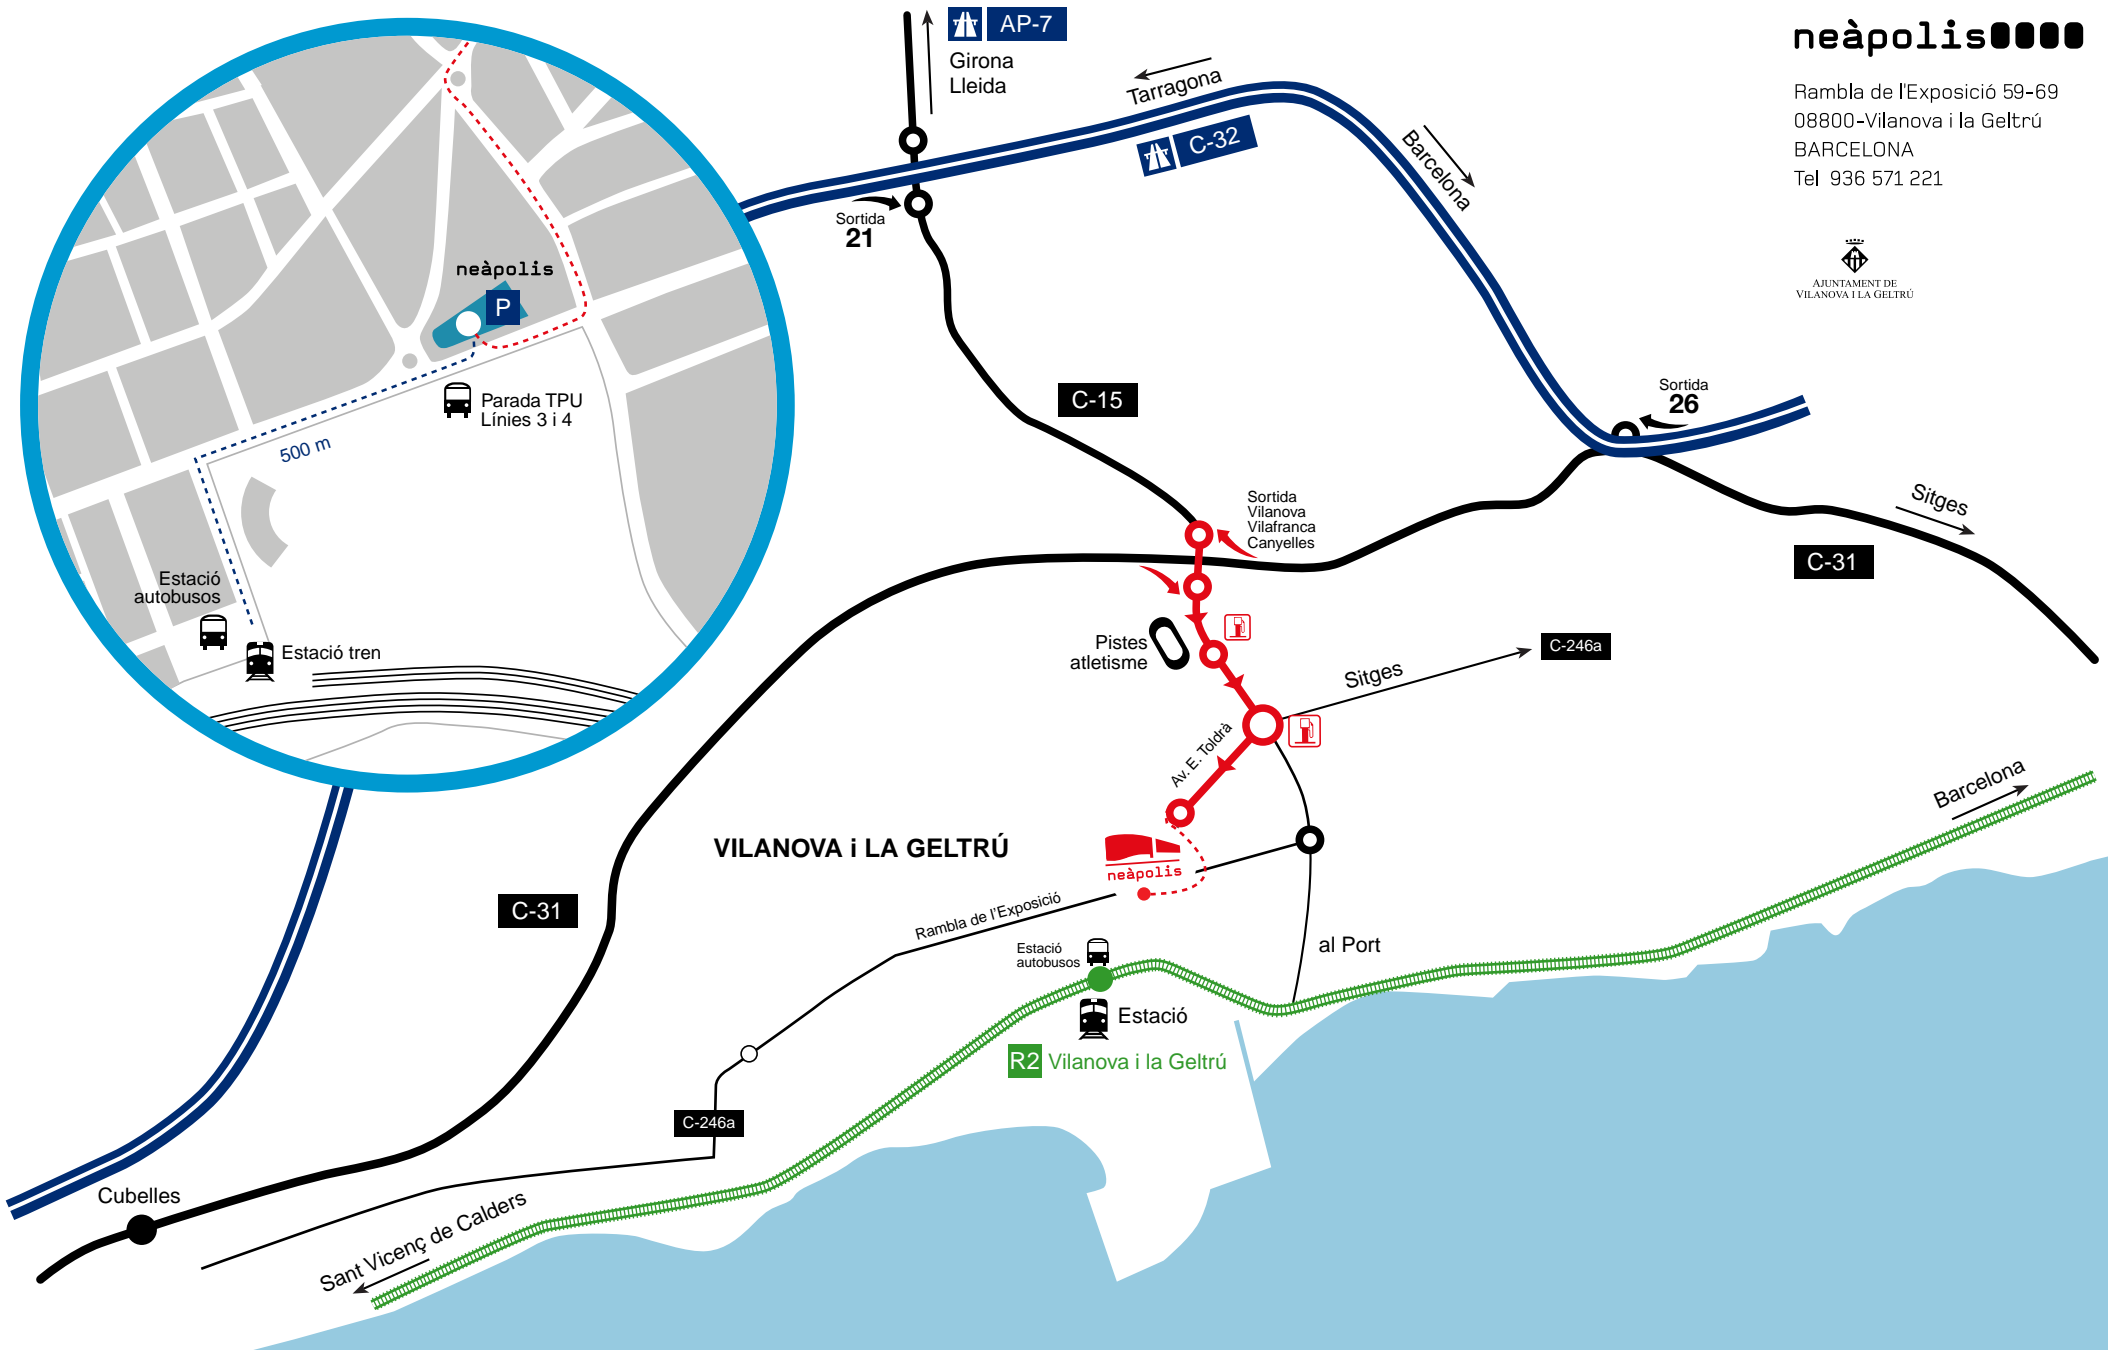 AP-7
Girona
Lleida
Tarragona
C-32
Barcelona
neàpolis
Rambla de l'Exposició 59-69
08800-Vilanova i la Geltrú
BARCELONA
Tel 936 571 221
AJUNTAMENT DE
VILANOVA I LA GELTRÚ
Sortida
21
neàpolis
P
Parada TPU
Línies 3 i 4
500 m
Estació
autobusos
Estació tren
C-15
Sortida
26
Sortida
Vilanova
Vilafranca
Canyelles
Sitges
C-31
Pistes
atletisme
Sitges
C-246a
Av. E. Toldrà
VILANOVA i LA GELTRÚ
neàpolis
Rambla de l'Exposició
C-31
Estació
autobusos
al Port
Barcelona
Estació
R2 Vilanova i la Geltrú
C-246a
Cubelles
Sant Vicenç de Calders